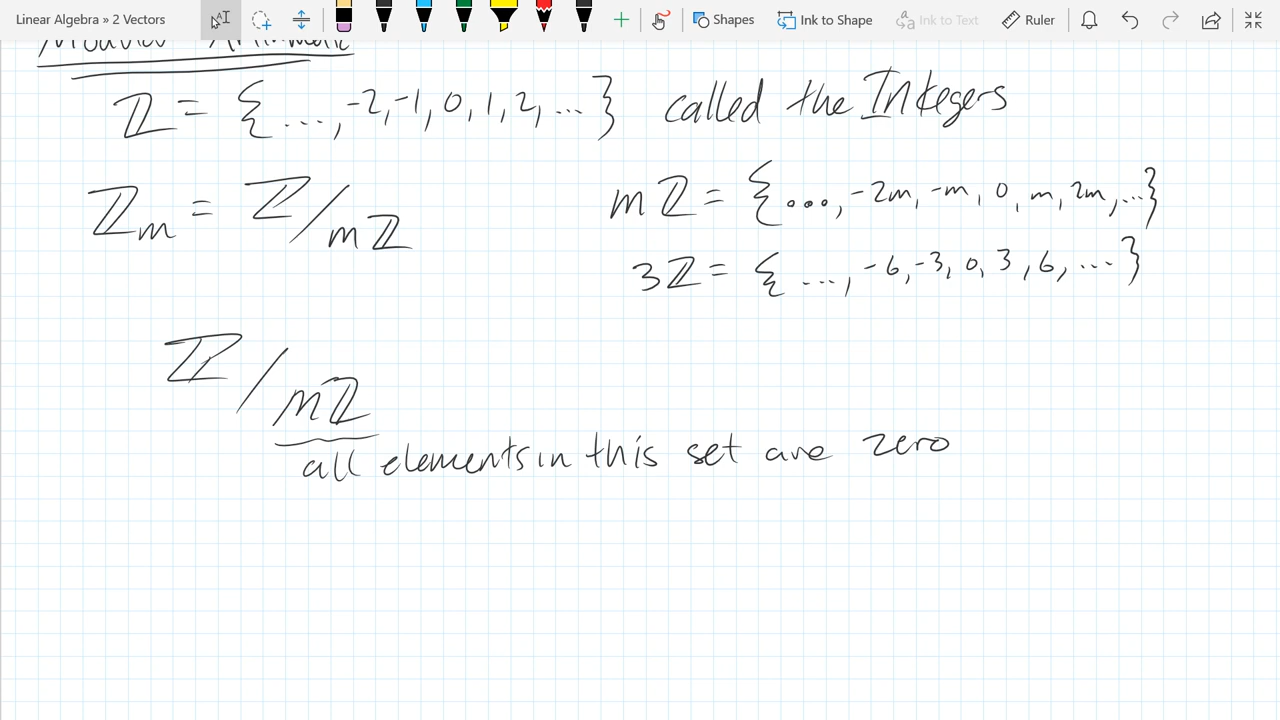 Linear Algebra » 2 Vectors
Shapes
Ink to Shape
Ink to Text
Ruler
Modular Arithmetic
ℤ = {..., -2, -1, 0, 1, 2, ...} called the Integers
ℤₘ = ℤ/mℤ
mℤ = {..., -2m, -m, 0, m, 2m, ...}
3ℤ = {..., -6, -3, 0, 3, 6, ...}
ℤ/mℤ
all elements in this set are zero